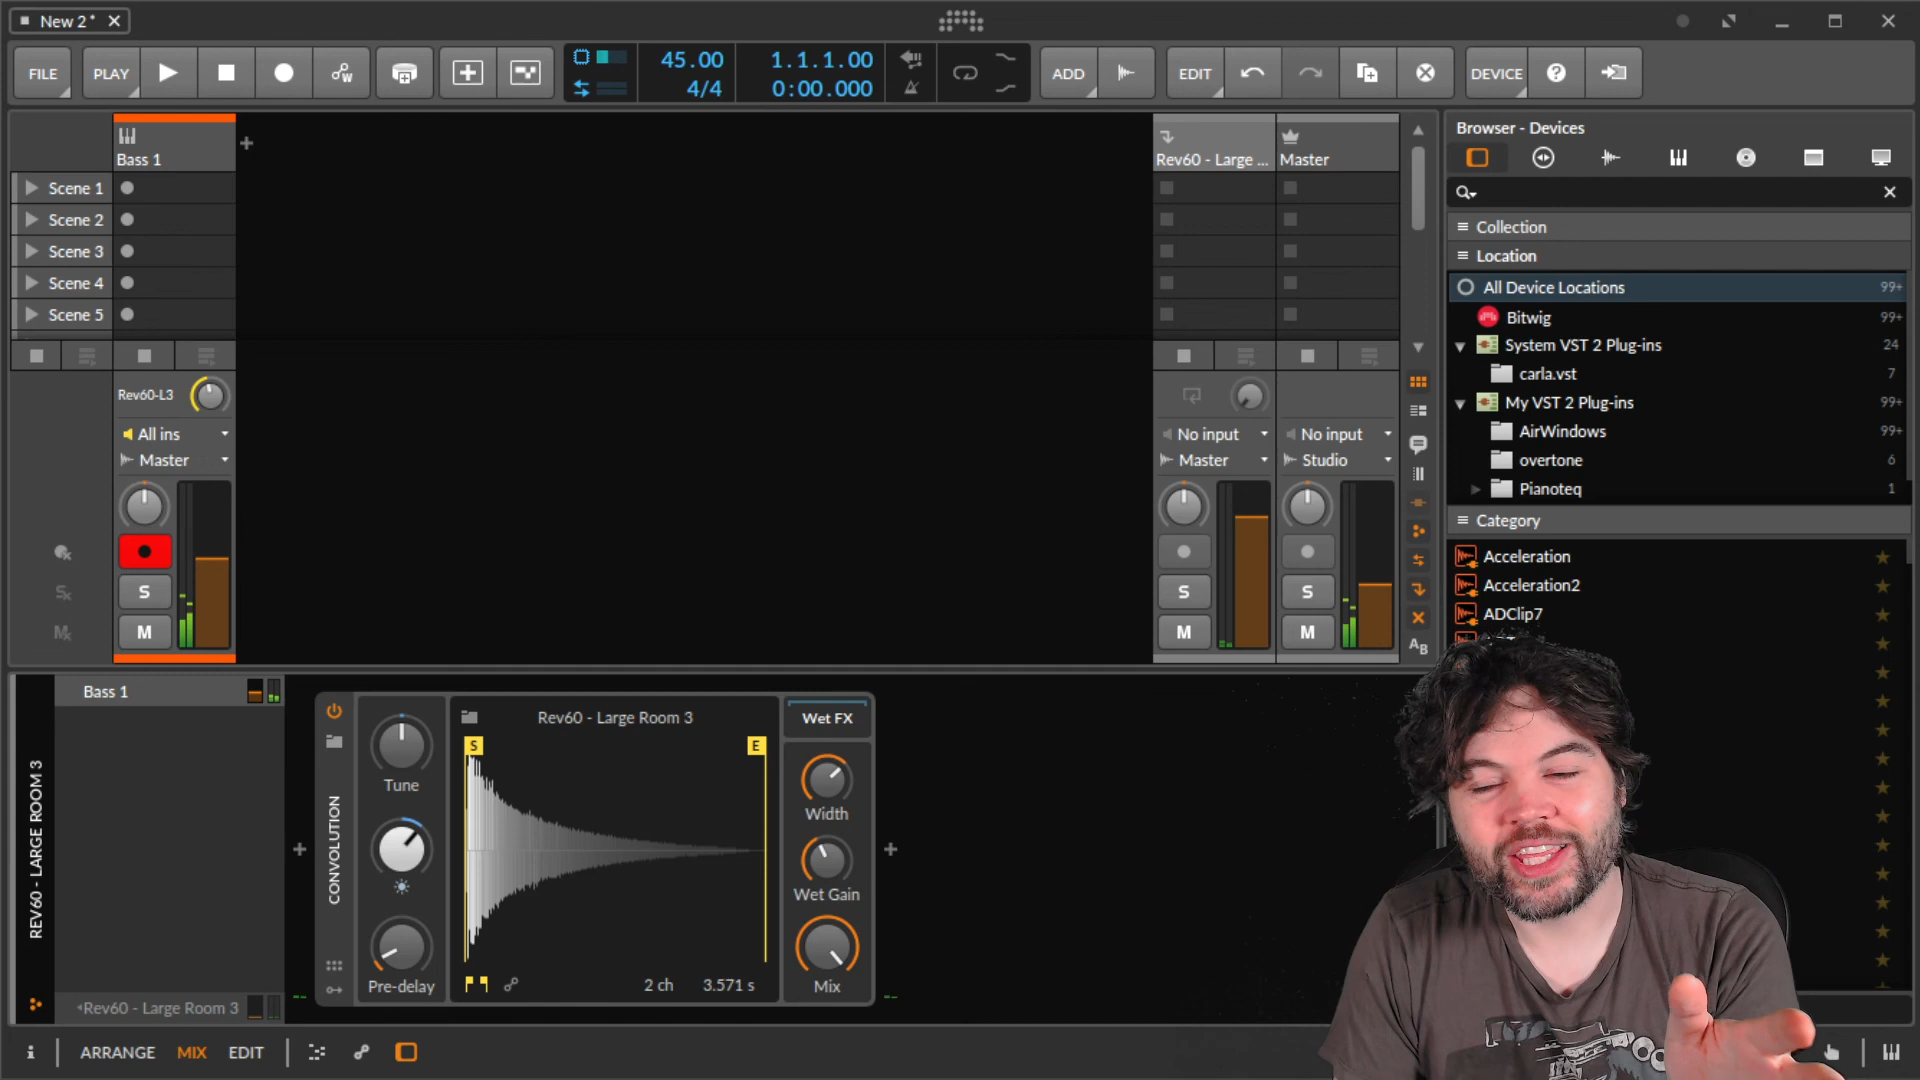 New 2*
FILE
PLAY
45.00
4/4
1.1.1.00
0:00.000
ADD
EDIT
DEVICE
Bass 1
Rev60 - Large ...
Master
Browser - Devices
Scene 1
Scene 2
Scene 3
Scene 4
Scene 5
Collection
Location
All Device Locations 99+
Bitwig 99+
System VST 2 Plug-ins 24
carla.vst 7
My VST 2 Plug-ins 99+
AirWindows 99+
overtone 6
Pianoteq 1
Category
Acceleration
Acceleration2
ADClip7
Rev60-L3
All ins
Master
S
M
No input
Master
S
M
No input
Studio
S
M
AB
Bass 1
REV60 - LARGE ROOM 3
Rev60 - Large Room 3
CONVOLUTION
Tune
Pre-delay
Rev60 - Large Room 3
S
E
2 ch
3.571 s
Wet FX
Width
Wet Gain
Mix
i
ARRANGE
MIX
EDIT